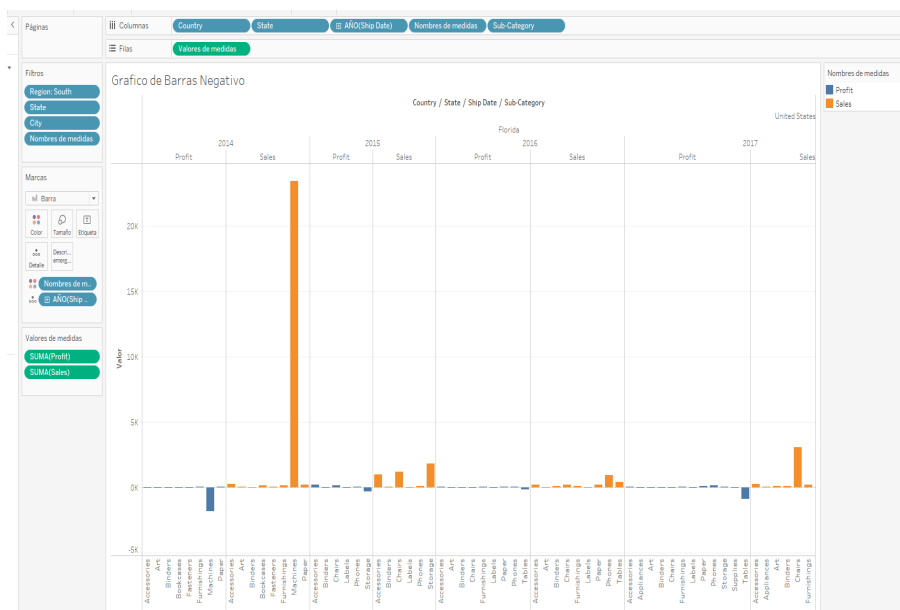 Páginas
Columnas
Country
State
AÑO(Ship Date)
Nombres de medidas
Sub-Category
Filas
Valores de medidas
Filtros
Region: South
State
City
Nombres de medidas
Marcas
Barra
Color
Tamaño
Etiqueta
Detalle
Descri...
emerg...
Nombres de m..
AÑO(Ship ..
Valores de medidas
SUMA(Profit)
SUMA(Sales)
Grafico de Barras Negativo
Country / State / Ship Date / Sub-Category
United States
Florida
2014 2015 2016 2017
Profit Sales Profit Sales Profit Sales Profit Sales
Valor
20K
15K
10K
5K
0K
-5K
Accessories
Art
Binders
Bookcases
Fasteners
Furnishings
Machines
Paper
Accessories
Art
Binders
Bookcases
Fasteners
Furnishings
Machines
Paper
Accessories
Binders
Chairs
Labels
Phones
Storage
Accessories
Binders
Chairs
Labels
Phones
Storage
Accessories
Art
Binders
Chairs
Furnishings
Labels
Paper
Phones
Tables
Accessories
Art
Binders
Chairs
Furnishings
Labels
Paper
Phones
Tables
Accessories
Appliances
Art
Binders
Chairs
Furnishings
Labels
Paper
Phones
Storage
Supplies
Tables
Accessories
Appliances
Art
Binders
Chairs
Furnishings
Nombres de medidas
Profit
Sales